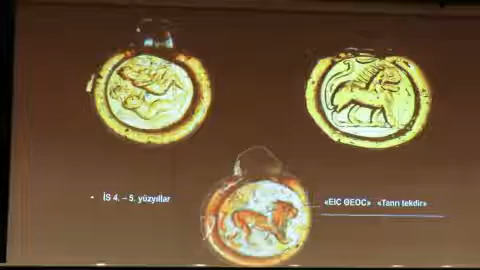 • İS 4. – 5. yüzyıllar
«EIC ΘEOC» «Tanrı tekdir»